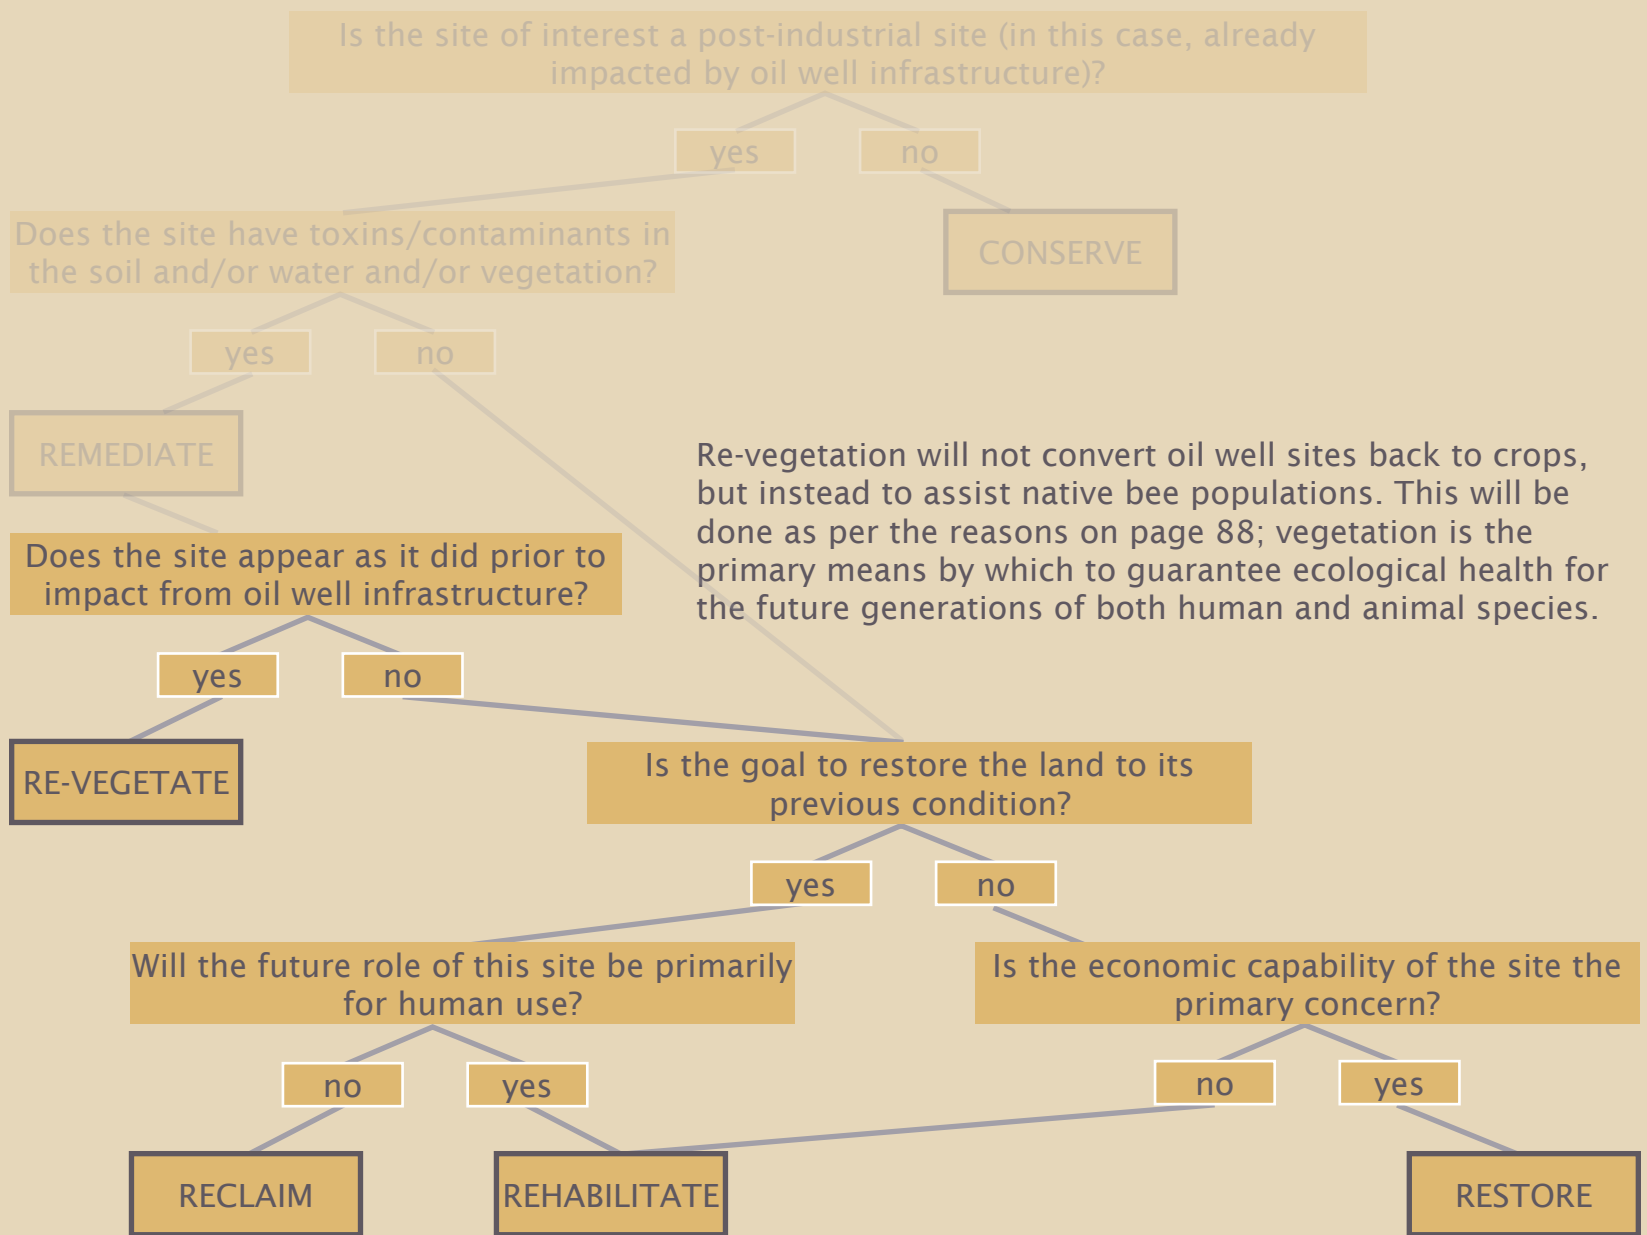 Is the site of interest a post-industrial site (in this case, already
impacted by oil well infrastructure)?
yes
no
Does the site have toxins/contaminants in
the soil and/or water and/or vegetation?
CONSERVE
yes
no
REMEDIATE
Re-vegetation will not convert oil well sites back to crops,
but instead to assist native bee populations. This will be
done as per the reasons on page 88; vegetation is the
primary means by which to guarantee ecological health for
the future generations of both human and animal species.
Does the site appear as it did prior to
impact from oil well infrastructure?
yes
no
RE-VEGETATE
Is the goal to restore the land to its
previous condition?
yes
no
Will the future role of this site be primarily
for human use?
Is the economic capability of the site the
primary concern?
no
yes
no
yes
RECLAIM
REHABILITATE
RESTORE